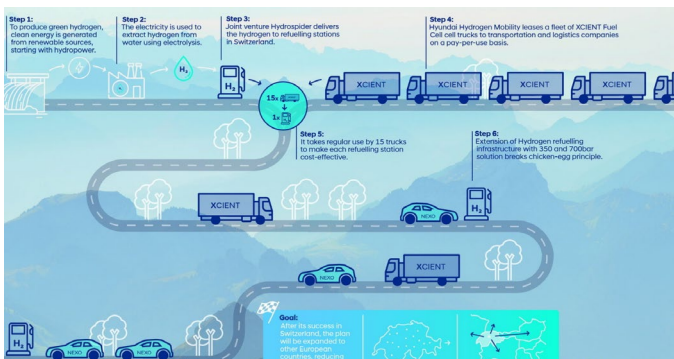 Step 1:
To produce green hydrogen,
clean energy is generated
from renewable sources,
starting with hydropower.
Step 2:
The electricity is used to
extract hydrogen from
water using electrolysis.
Step 3:
Joint venture Hydrospider delivers
the hydrogen to refuelling stations
in Switzerland.
Step 4:
Hyundai Hydrogen Mobility leases a fleet of XCIENT Fuel
Cell cell trucks to transportation and logistics companies
on a pay-per-use basis.
H₂
H₂
15x
1x
XCIENT
XCIENT
XCIENT
XCIENT
Step 5:
It takes regular use by 15 trucks
to make each refuelling station
cost-effective.
Step 6:
Extension of Hydrogen refuelling
infrastructure with 350 and 700bar
solution breaks chicken-egg principle.
XCIENT
NEXO
H₂
NEXO
XCIENT
Goal:
After its success in
Switzerland, the plan
will be expanded to
other European
countries, reducing
H₂
NEXO
NEXO